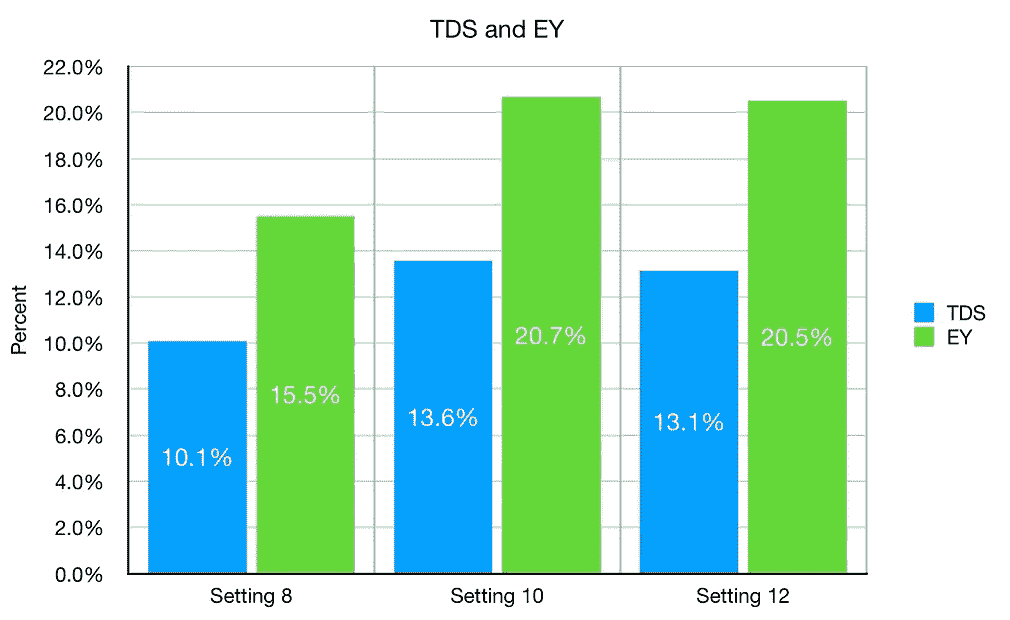 TDS and EY
Percent
22.0%
20.0%
18.0%
16.0%
14.0%
12.0%
10.0%
8.0%
6.0%
4.0%
2.0%
0.0%
10.1%
15.5%
13.6%
20.7%
13.1%
20.5%
Setting 8
Setting 10
Setting 12
TDS
EY